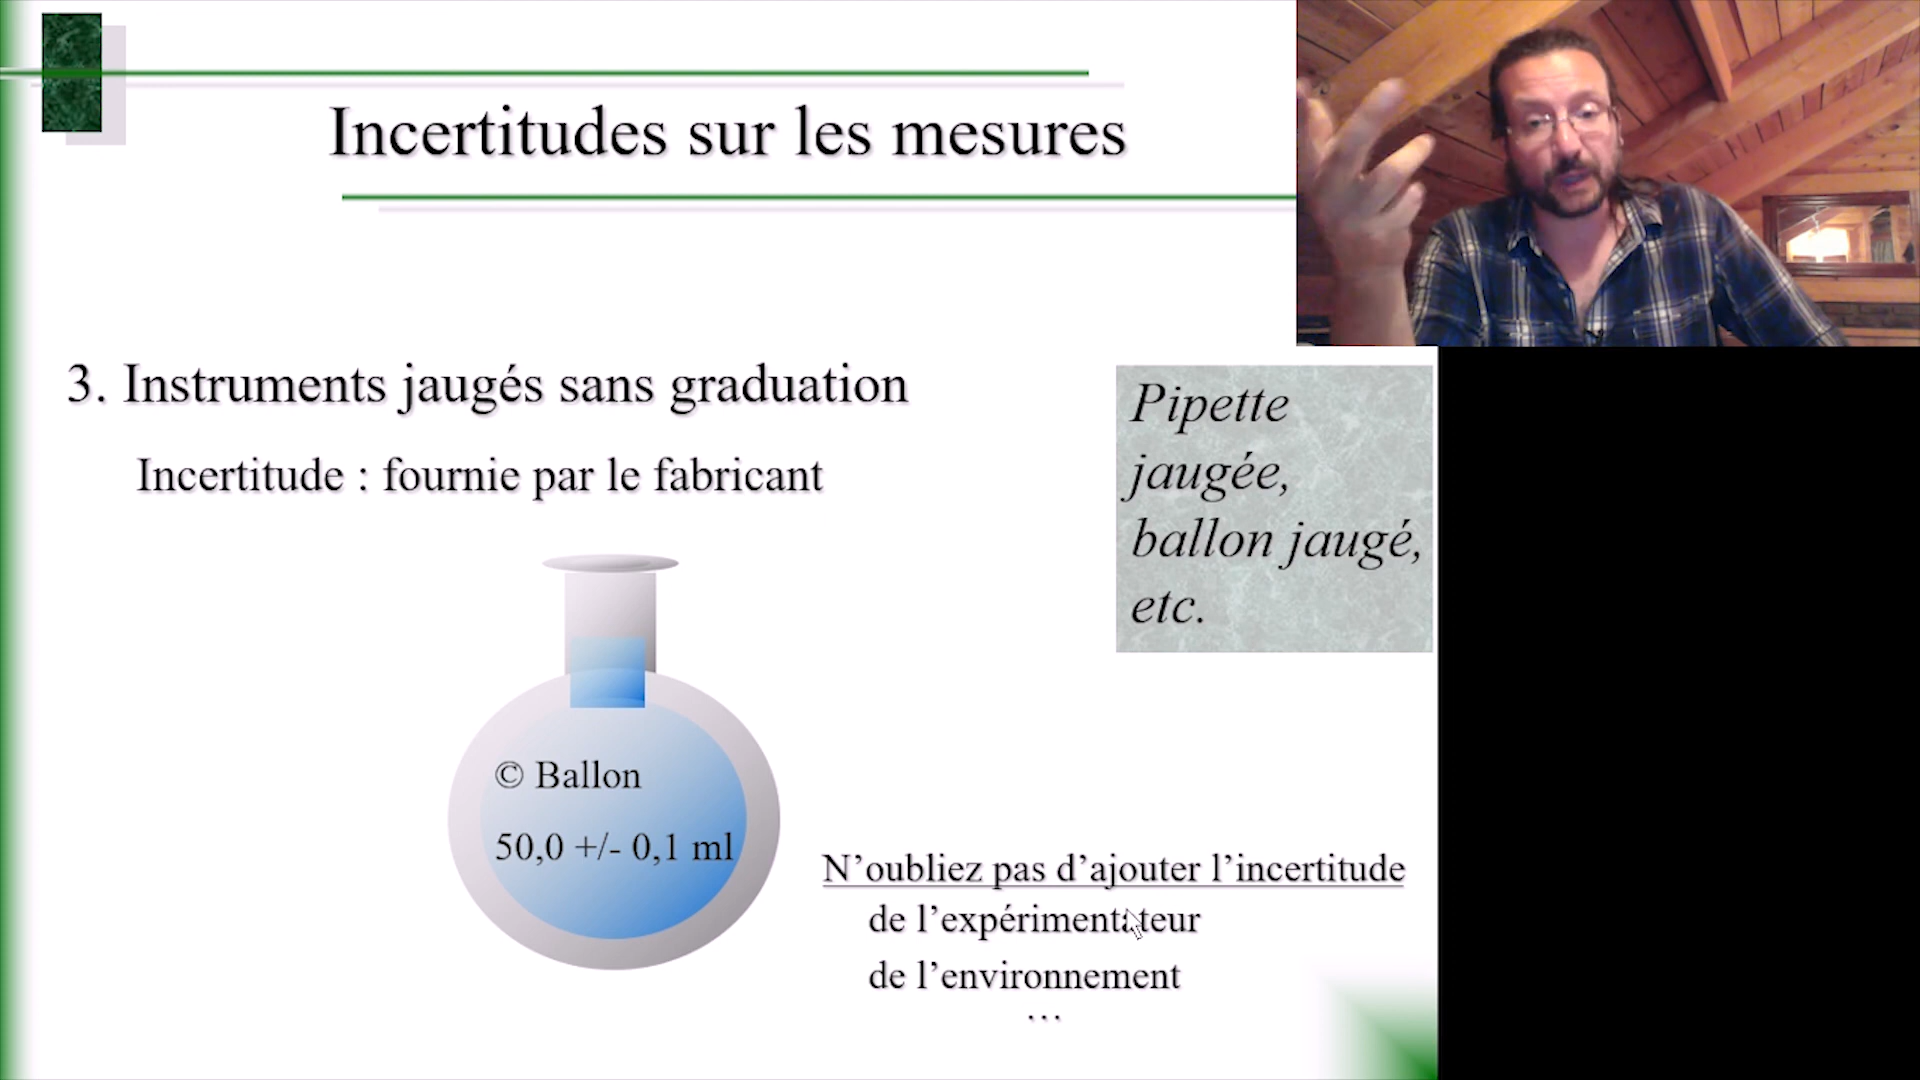 Incertitudes sur les mesures
3. Instruments jaugés sans graduation
Incertitude : fournie par le fabricant
Pipette
jaugée,
ballon jaugé,
etc.
© Ballon
50,0 +/- 0,1 ml
N’oubliez pas d’ajouter l’incertitude
de l’expérimentateur
de l’environnement
…